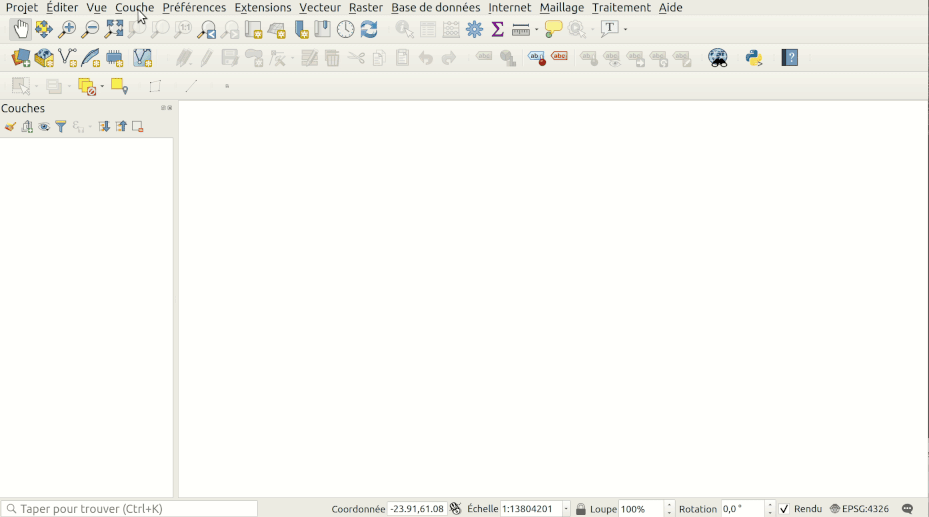 Projet Éditer Vue Couche Préférences Extensions Vecteur Raster Base de données Internet Maillage Traitement Aide
Couches
Taper pour trouver (Ctrl+K) Coordonnée -23.91,61.08 Échelle 1:13804201 Loupe 100% Rotation 0,0 ° Rendu EPSG:4326